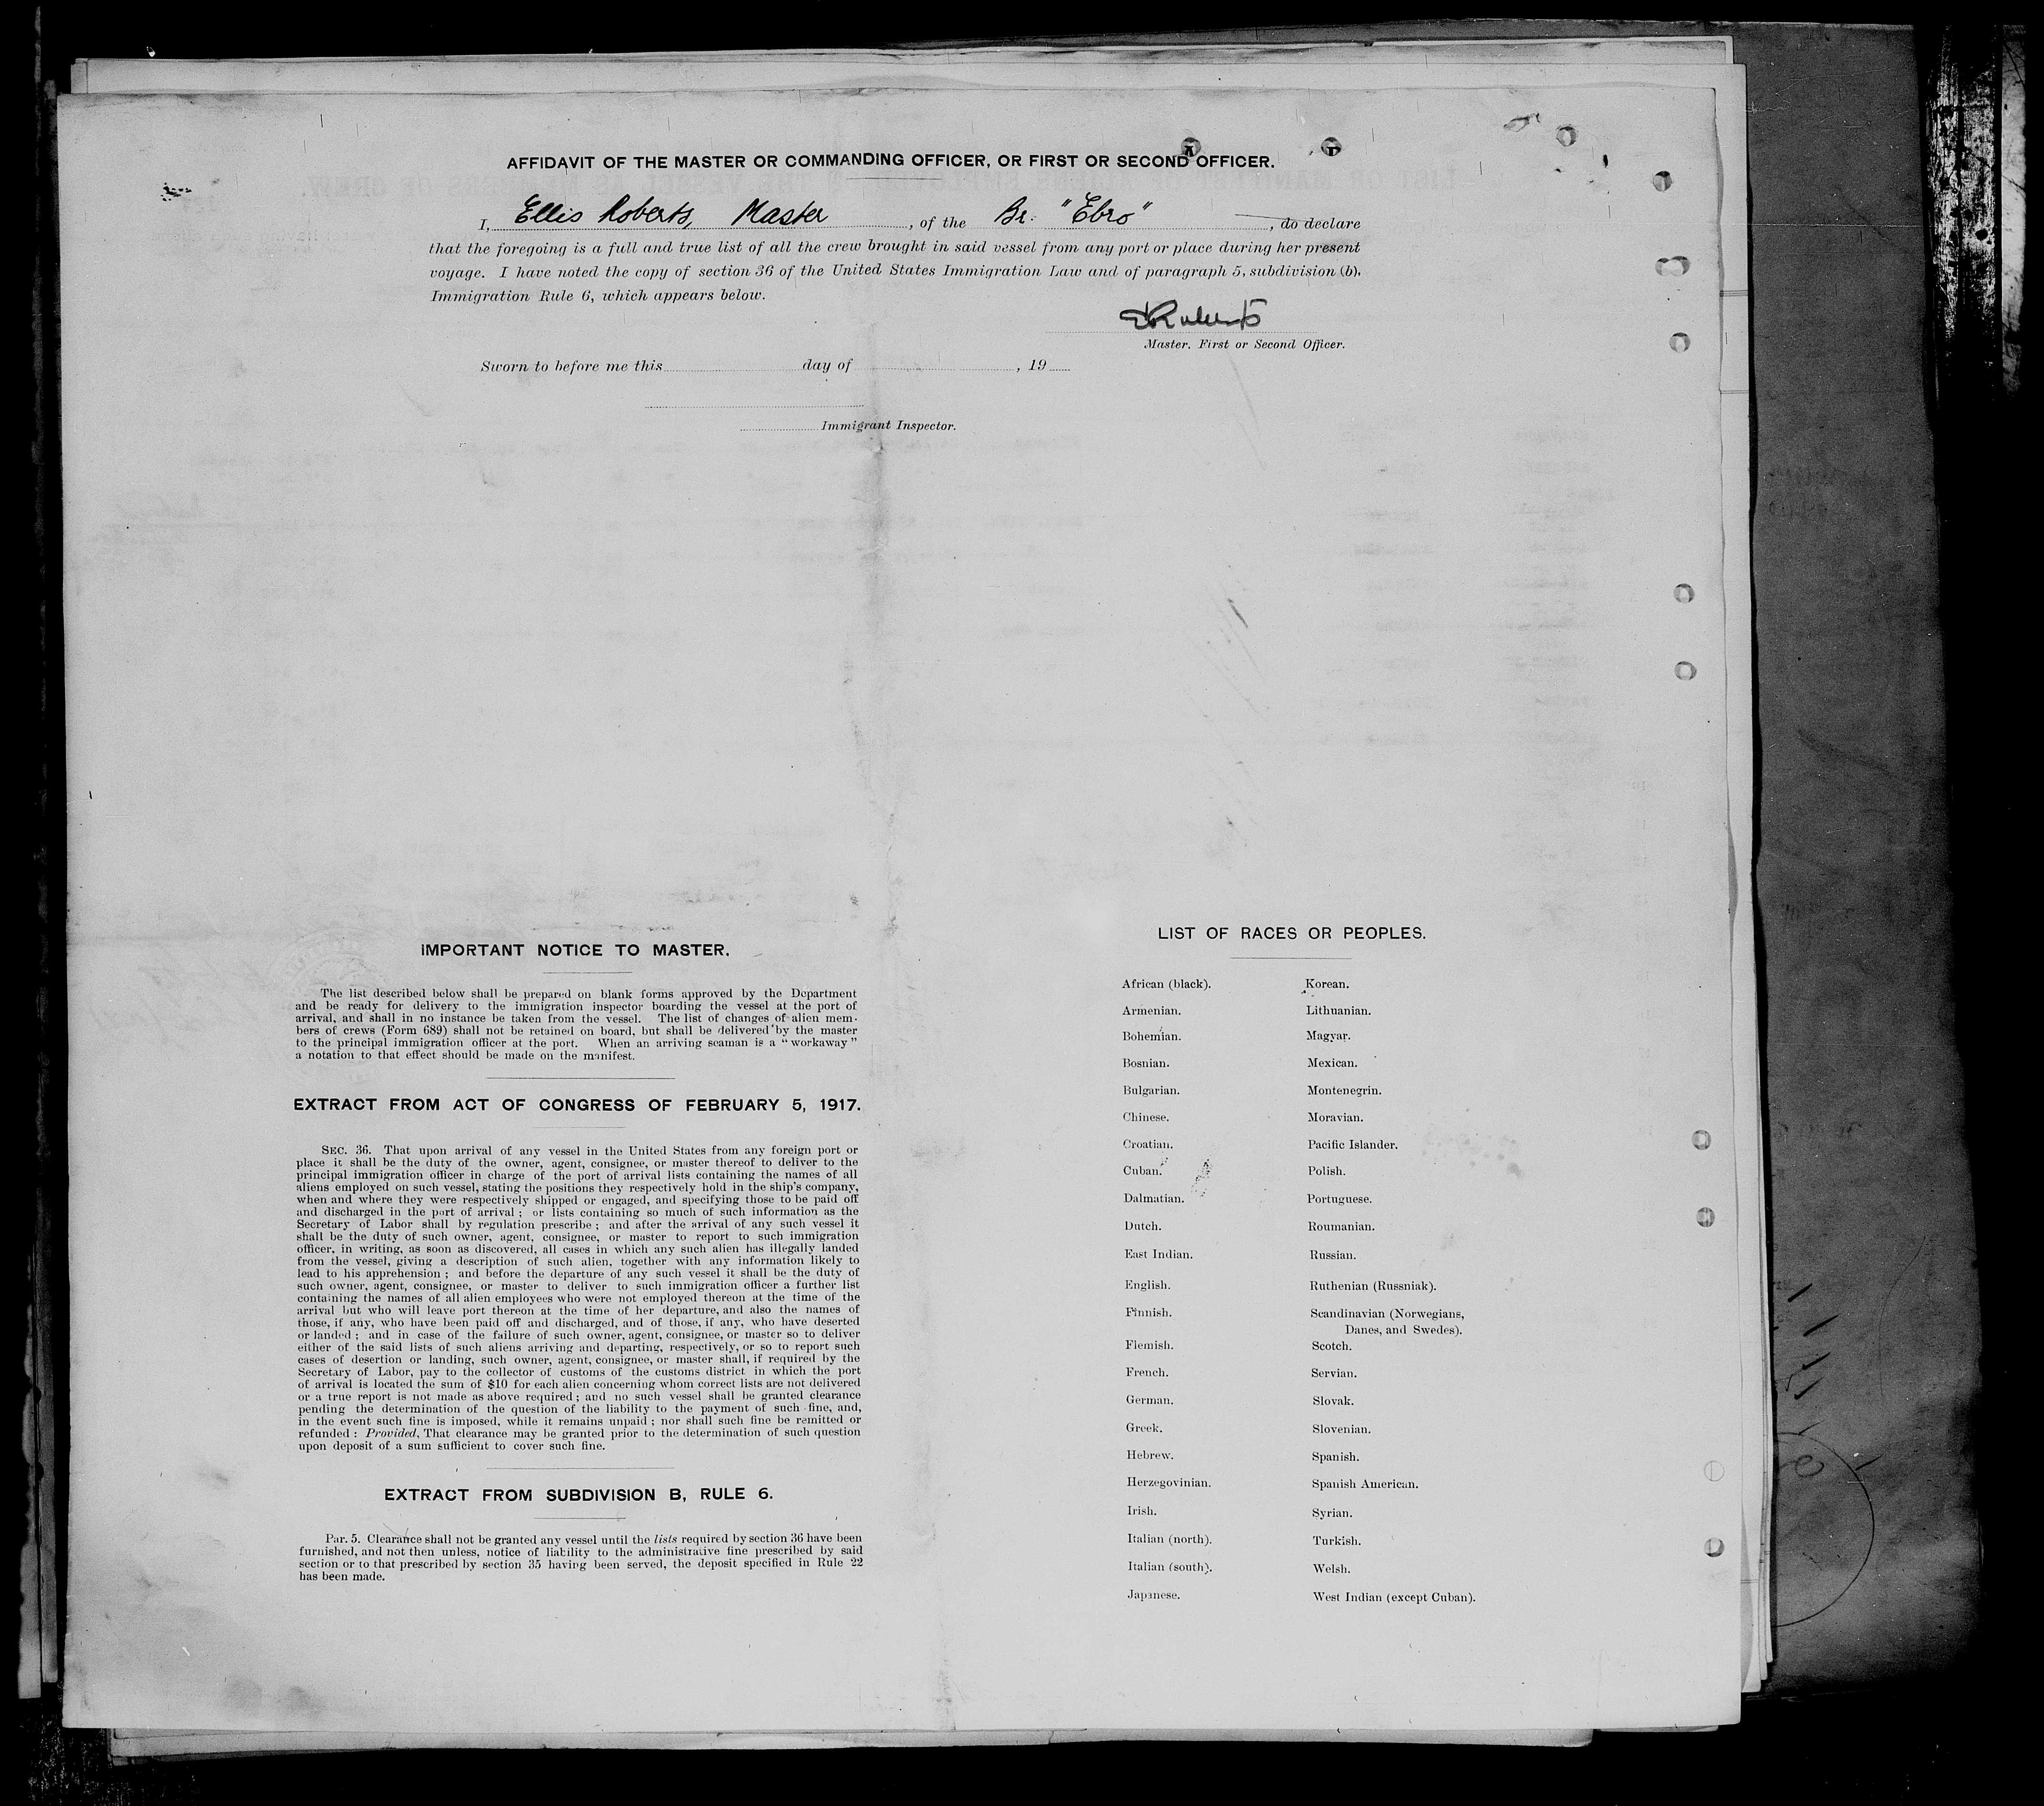 AFFIDAVIT OF THE MASTER OR COMMANDING OFFICER, OR FIRST OR SECOND OFFICER.
I, Ellis Roberts, Master, of the Br. "Ebro", do declare
that the foregoing is a full and true list of all the crew brought in said vessel from any port or place during her present
voyage. I have noted the copy of section 36 of the United States Immigration Law and of paragraph 5, subdivision (b),
Immigration Rule 6, which appears below.
E Roberts
Master, First or Second Officer.
Sworn to before me this day of , 19
Immigrant Inspector.
IMPORTANT NOTICE TO MASTER.
The list described below shall be prepared on blank forms approved by the Department
and be ready for delivery to the immigration inspector boarding the vessel at the port of
arrival, and shall in no instance be taken from the vessel. The list of changes of alien mem-
bers of crews (Form 689) shall not be retained on board, but shall be delivered by the master
to the principal immigration officer at the port. When an arriving seaman is a "workaway"
a notation to that effect should be made on the manifest.
EXTRACT FROM ACT OF CONGRESS OF FEBRUARY 5, 1917.
SEC. 36. That upon arrival of any vessel in the United States from any foreign port or
place it shall be the duty of the owner, agent, consignee, or master thereof to deliver to the
principal immigration officer in charge of the port of arrival lists containing the names of all
aliens employed on such vessel, stating the positions they respectively hold in the ship's company,
when and where they were respectively shipped or engaged, and specifying those to be paid off
and discharged in the port of arrival; or lists containing so much of such information as the
Secretary of Labor shall by regulation prescribe; and after the arrival of any such vessel it
shall be the duty of such owner, agent, consignee, or master to report to such immigration
officer, in writing, as soon as discovered, all cases in which any such alien has illegally landed
from the vessel, giving a description of such alien, together with any information likely to
lead to his apprehension; and before the departure of any such vessel it shall be the duty of
such owner, agent, consignee, or master to deliver to such immigration officer a further list
containing the names of all alien employees who were not employed thereon at the time of the
arrival but who will leave port thereon at the time of her departure, and also the names of
those, if any, who have been paid off and discharged, and of those, if any, who have deserted
or landed; and in case of the failure of such owner, agent, consignee, or master so to deliver
either of the said lists of such aliens arriving and departing, respectively, or so to report such
cases of desertion or landing, such owner, agent, consignee, or master shall, if required by the
Secretary of Labor, pay to the collector of customs of the customs district in which the port
of arrival is located the sum of $10 for each alien concerning whom correct lists are not delivered
or a true report is not made as above required; and no such vessel shall be granted clearance
pending the determination of the question of the liability to the payment of such fine, and,
in the event such fine is imposed, while it remains unpaid; nor shall such fine be remitted or
refunded: Provided, That clearance may be granted prior to the determination of such question
upon deposit of a sum sufficient to cover such fine.
EXTRACT FROM SUBDIVISION B, RULE 6.
Par. 5. Clearance shall not be granted any vessel until the lists required by section 36 have been
furnished, and not then unless, notice of liability to the administrative fine prescribed by said
section or to that prescribed by section 35 having been served, the deposit specified in Rule 22
has been made.
LIST OF RACES OR PEOPLES.
African (black). Korean.
Armenian. Lithuanian.
Bohemian. Magyar.
Bosnian. Mexican.
Bulgarian. Montenegrin.
Chinese. Moravian.
Croatian. Pacific Islander.
Cuban. Polish.
Dalmatian. Portuguese.
Dutch. Roumanian.
East Indian. Russian.
English. Ruthenian (Russniak).
Finnish. Scandinavian (Norwegians,
Danes, and Swedes).
Flemish. Scotch.
French. Servian.
German. Slovak.
Greek. Slovenian.
Hebrew. Spanish.
Herzegovinian. Spanish American.
Irish. Syrian.
Italian (north). Turkish.
Italian (south). Welsh.
Japanese. West Indian (except Cuban).